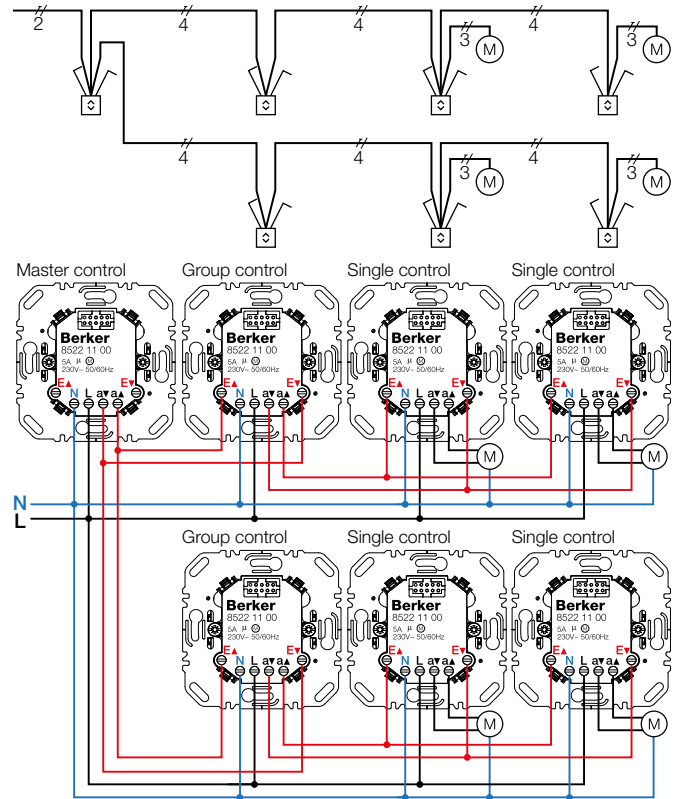 2 4 4 3 M 4 3 M
4 4 3 M 4 3 M
Master control Group control Single control Single control
Berker Berker Berker Berker
8522 11 00 8522 11 00 8522 11 00 8522 11 00
5A μ M 5A μ M 5A μ M 5A μ M
230V~ 50/60Hz 230V~ 50/60Hz 230V~ 50/60Hz 230V~ 50/60Hz
E▲ E▼ E▲ E▼ E▲ E▼ E▲ E▼
N L a▼ a▲ N L a▼ a▲ N L a▼ a▲ N L a▼ a▲
M M
N
L
Group control Single control Single control
Berker Berker Berker
8522 11 00 8522 11 00 8522 11 00
5A μ M 5A μ M 5A μ M
230V~ 50/60Hz 230V~ 50/60Hz 230V~ 50/60Hz
E▲ E▼ E▲ E▼ E▲ E▼
N L a▼ a▲ N L a▼ a▲ N L a▼ a▲
M M